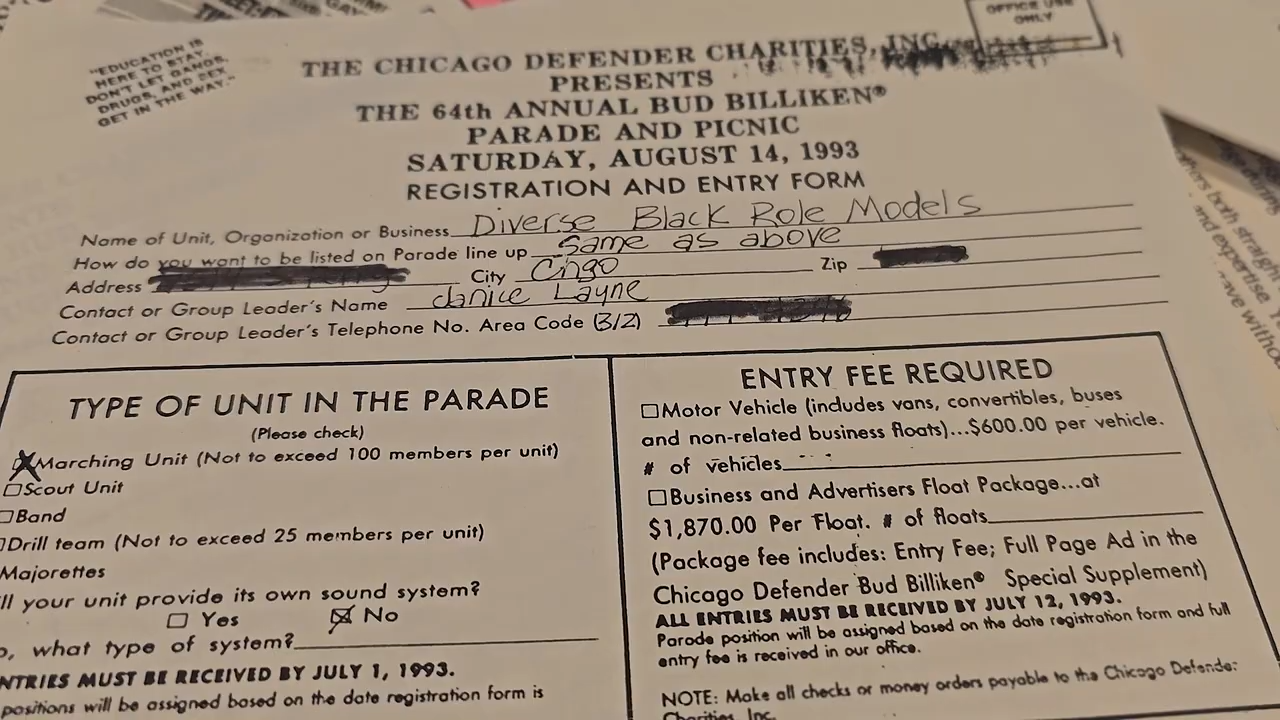 OFFICE USE
ONLY
"EDUCATION IS
HERE TO STAY.
DON'T LET GANGS,
DRUGS, AND SEX
GET IN THE WAY."
THE CHICAGO DEFENDER CHARITIES, INC.
PRESENTS
THE 64th ANNUAL BUD BILLIKEN®
PARADE AND PICNIC
SATURDAY, AUGUST 14, 1993
REGISTRATION AND ENTRY FORM
Name of Unit, Organization or Business Diverse Black Role Models
How do you want to be listed on Parade line up Same as above
Address City Chgo Zip
Contact or Group Leader's Name Janice Layne
Contact or Group Leader's Telephone No. Area Code (312)
TYPE OF UNIT IN THE PARADE
(Please check)
Marching Unit (Not to exceed 100 members per unit)
Scout Unit
Band
Drill team (Not to exceed 25 members per unit)
Majorettes
ll your unit provide its own sound system?
Yes No
o, what type of system?
NTRIES MUST BE RECEIVED BY JULY 1, 1993.
positions will be assigned based on the date registration form is
ENTRY FEE REQUIRED
Motor Vehicle (includes vans, convertibles, buses
and non-related business floats)...$600.00 per vehicle.
# of vehicles
Business and Advertisers Float Package...at
$1,870.00 Per Float. # of floats
(Package fee includes: Entry Fee; Full Page Ad in the
Chicago Defender Bud Billiken® Special Supplement)
ALL ENTRIES MUST BE RECEIVED BY JULY 12, 1993.
Parade position will be assigned based on the date registration form and full
entry fee is received in our office.
NOTE: Make all checks or money orders payable to the Chicago Defender
Charities, Inc.